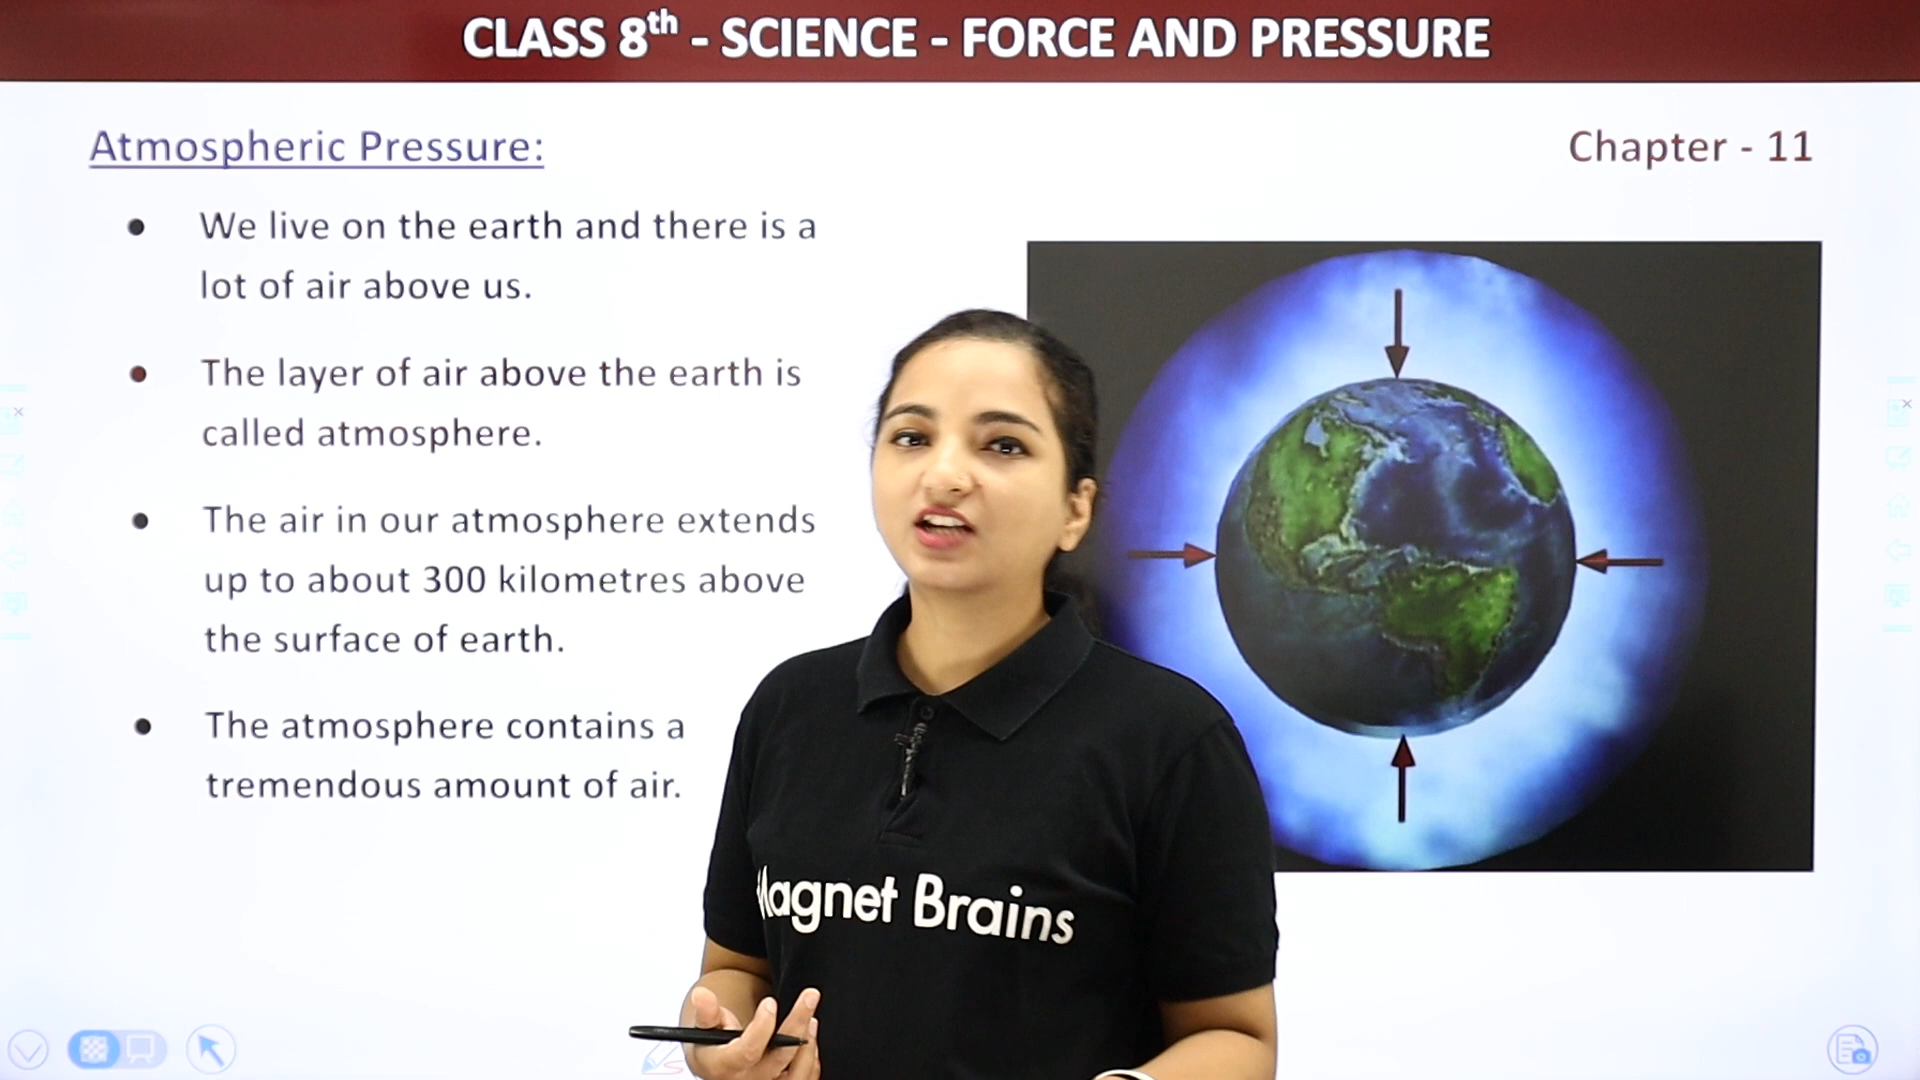 CLASS 8th - SCIENCE - FORCE AND PRESSURE
Atmospheric Pressure:
Chapter - 11
● We live on the earth and there is a
lot of air above us.
● The layer of air above the earth is
called atmosphere.
● The air in our atmosphere extends
up to about 300 kilometres above
the surface of earth.
● The atmosphere contains a
tremendous amount of air.
Magnet Brains